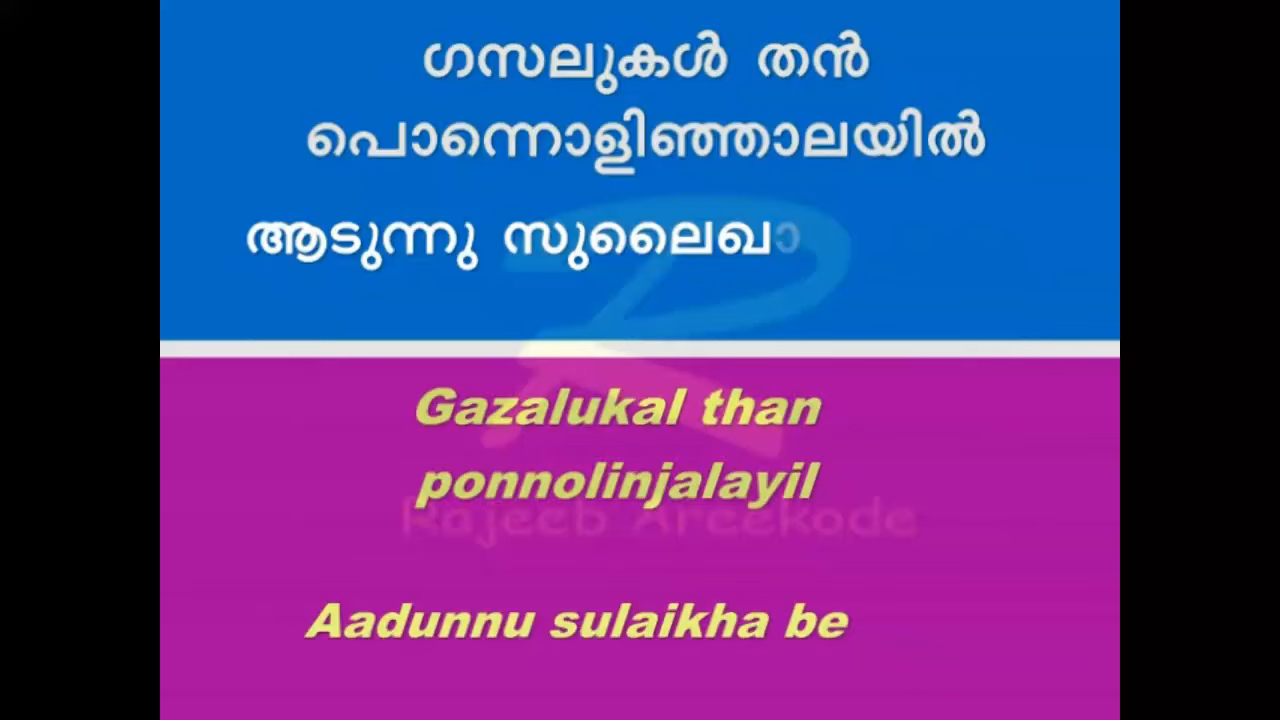 ഗസലുകൾ തൻ
പൊന്നൊളിഞ്ഞാലയിൽ
ആടുന്നു സുലൈഖാ
Gazalukal than
ponnolinjalayil
Rajeeb Areekode
Aadunnu sulaikha be